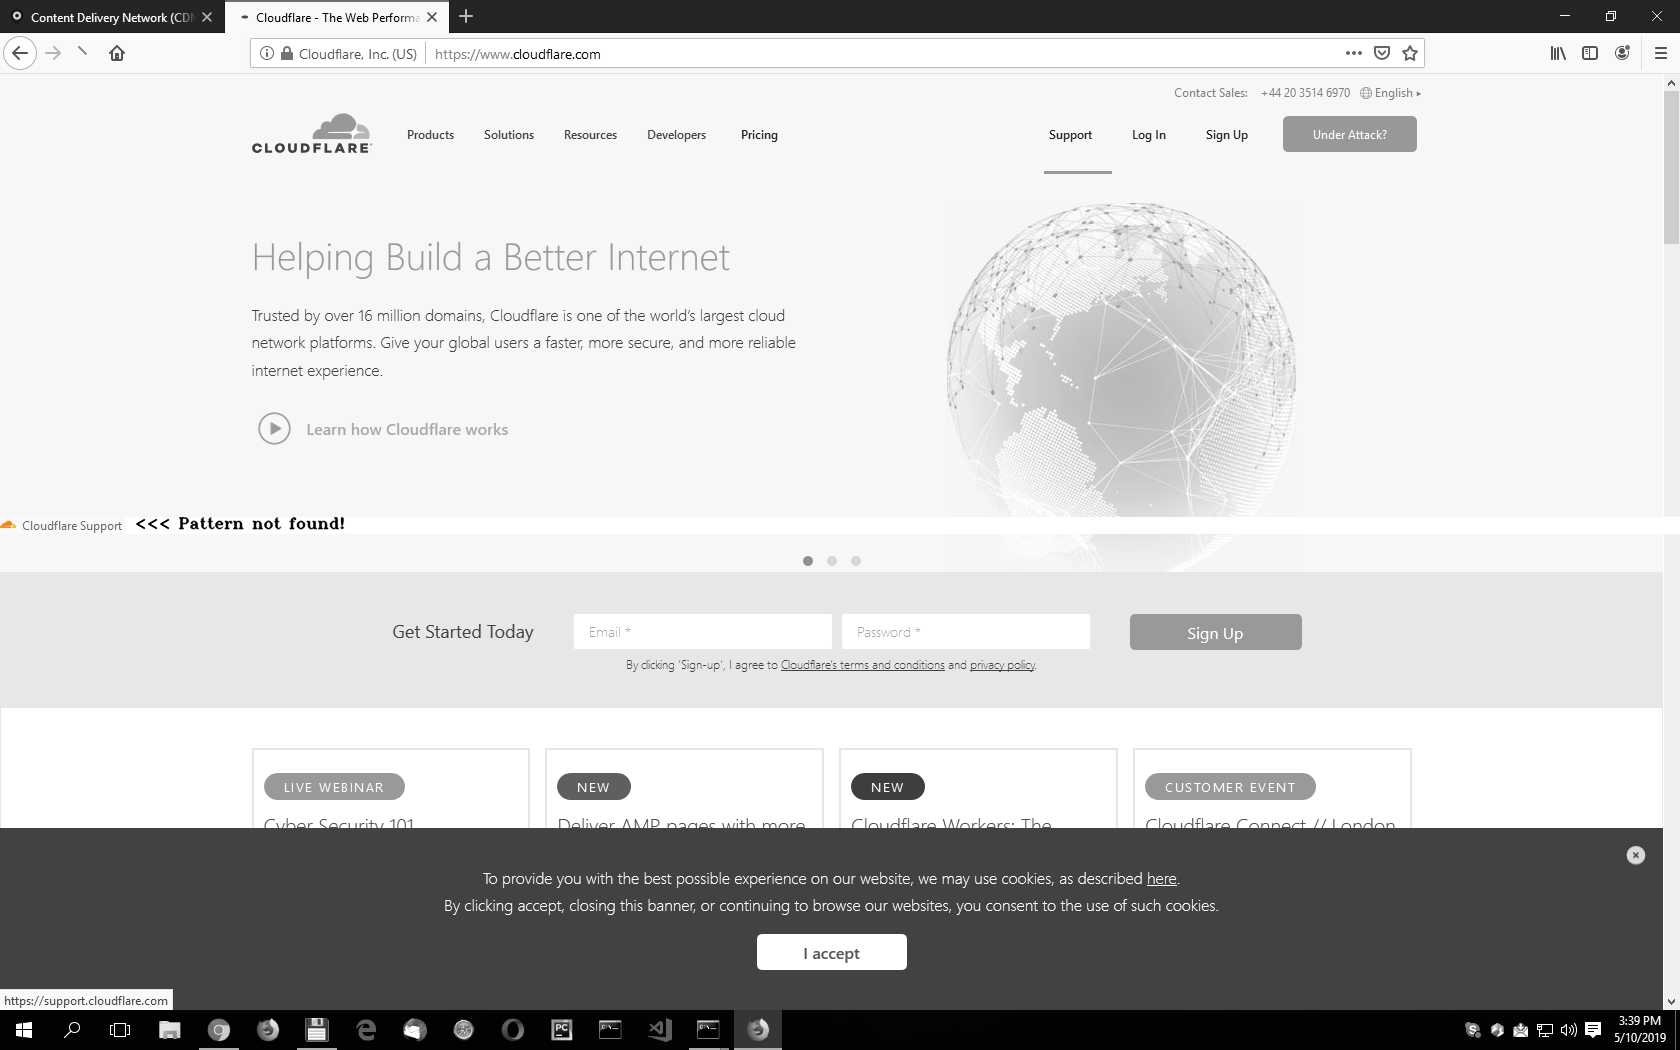 Content Delivery Network (CDN
Cloudflare - The Web Performa
Cloudflare, Inc. (US) https://www.cloudflare.com
Contact Sales: +44 20 3514 6970 English
CLOUDFLARE
Products Solutions Resources Developers Pricing Support Log In Sign Up Under Attack?
Helping Build a Better Internet
Trusted by over 16 million domains, Cloudflare is one of the world's largest cloud
network platforms. Give your global users a faster, more secure, and more reliable
internet experience.
Learn how Cloudflare works
Cloudflare Support <<< Pattern not found!
Get Started Today Email * Password * Sign Up
By clicking 'Sign-up', I agree to Cloudflare's terms and conditions and privacy policy.
LIVE WEBINAR NEW NEW CUSTOMER EVENT
Cyber Security 101 Deliver AMP pages with more Cloudflare Workers: The Cloudflare Connect // London
To provide you with the best possible experience on our website, we may use cookies, as described here.
By clicking accept, closing this banner, or continuing to browse our websites, you consent to the use of such cookies.
I accept
https://support.cloudflare.com
PC
3:39 PM
5/10/2019